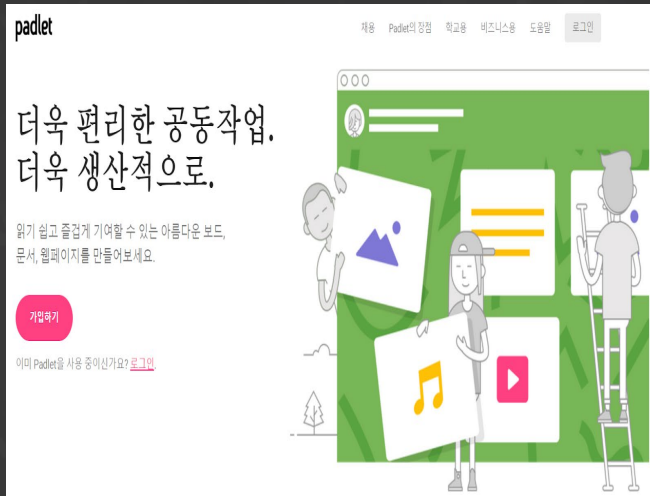 padlet
채용 Padlet의 장점 학교용 비즈니스용 도움말 로그인
더욱 편리한 공동작업.
더욱 생산적으로.
읽기 쉽고 즐겁게 기여할 수 있는 아름다운 보드,
문서, 웹페이지를 만들어보세요.
가입하기
이미 Padlet을 사용 중이신가요? 로그인.